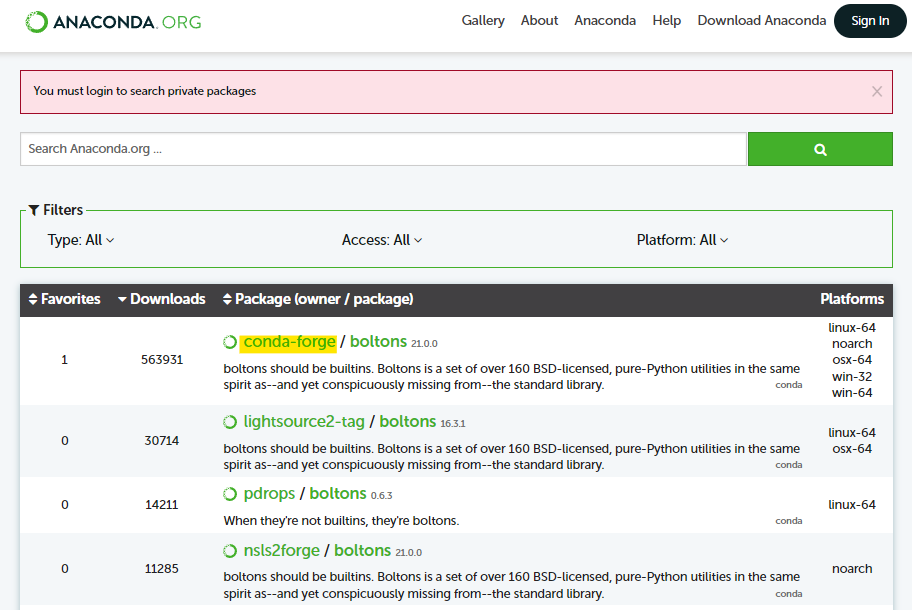 ANACONDA.ORG
Gallery About Anaconda Help Download Anaconda Sign In
You must login to search private packages
Search Anaconda.org ...
Filters
Type: All Access: All Platform: All
Favorites Downloads Package (owner / package) Platforms
1 563931 conda-forge / boltons 21.0.0
boltons should be builtins. Boltons is a set of over 160 BSD-licensed, pure-Python utilities in the same
spirit as--and yet conspicuously missing from--the standard library.
conda
linux-64
noarch
osx-64
win-32
win-64
0 30714 lightsource2-tag / boltons 16.3.1
boltons should be builtins. Boltons is a set of over 160 BSD-licensed, pure-Python utilities in the same
spirit as--and yet conspicuously missing from--the standard library.
conda
linux-64
osx-64
0 14211 pdrops / boltons 0.6.3
When they're not builtins, they're boltons.
conda
linux-64
0 11285 nsls2forge / boltons 21.0.0
boltons should be builtins. Boltons is a set of over 160 BSD-licensed, pure-Python utilities in the same
spirit as--and yet conspicuously missing from--the standard library.
conda
noarch